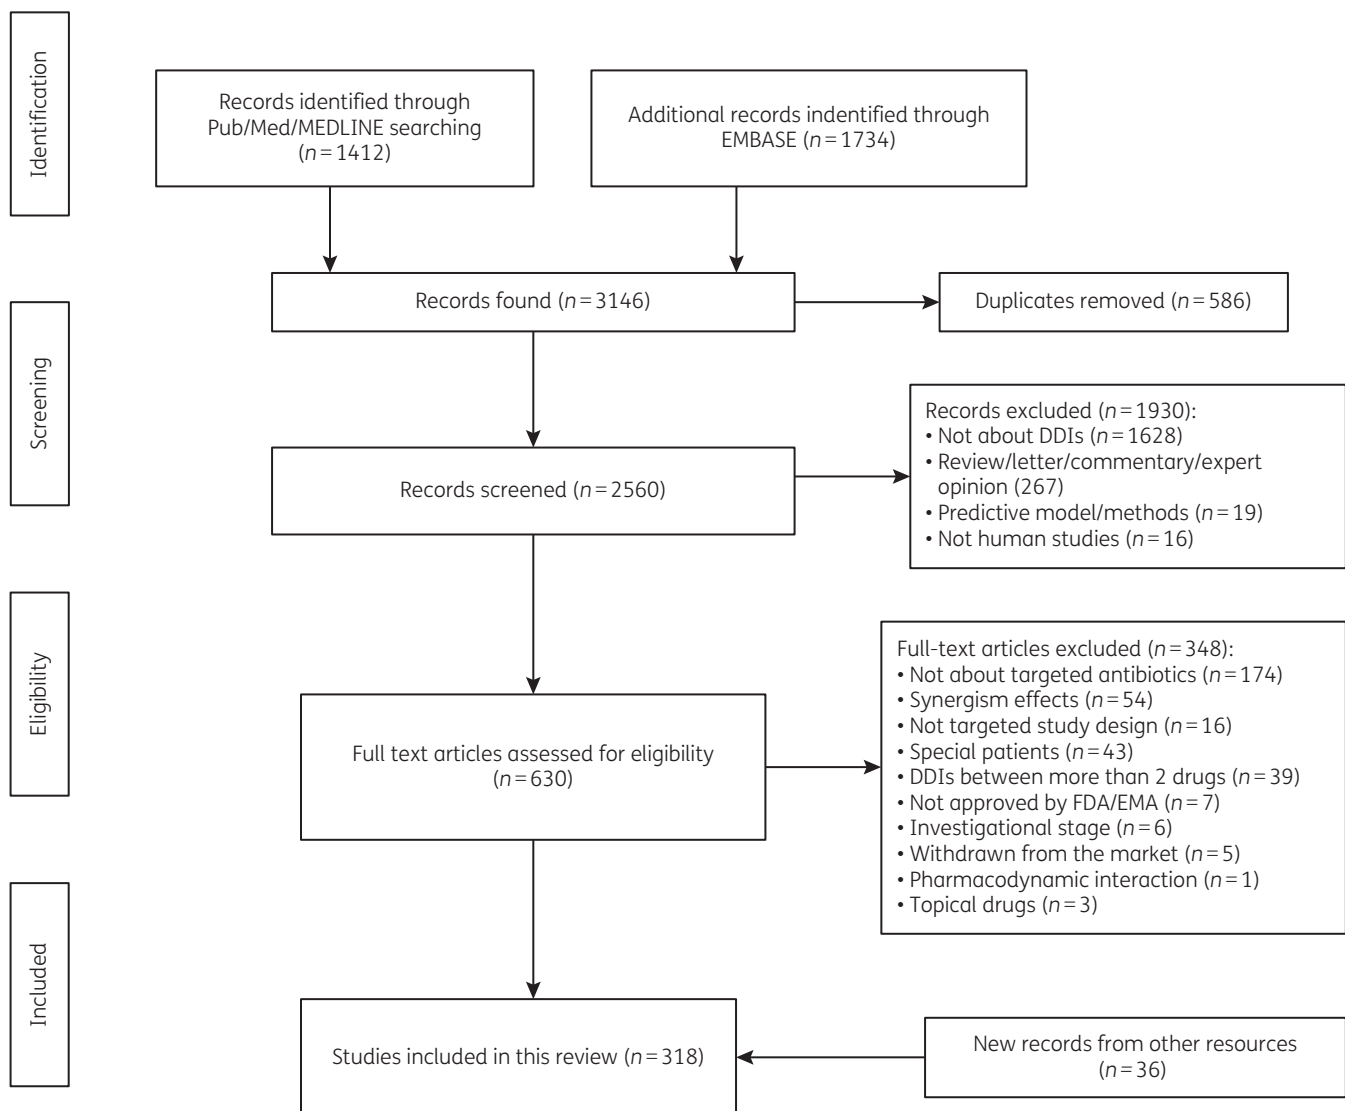 Identification
Records identified through
Pub/Med/MEDLINE searching
(n=1412)
Additional records indentified through
EMBASE (n=1734)
Screening
Records found (n=3146)
Duplicates removed (n=586)
Records screened (n=2560)
Records excluded (n=1930):
• Not about DDIs (n=1628)
• Review/letter/commentary/expert
opinion (267)
• Predictive model/methods (n=19)
• Not human studies (n=16)
Eligibility
Full text articles assessed for eligibility
(n=630)
Full-text articles excluded (n=348):
• Not about targeted antibiotics (n=174)
• Synergism effects (n=54)
• Not targeted study design (n=16)
• Special patients (n=43)
• DDIs between more than 2 drugs (n=39)
• Not approved by FDA/EMA (n=7)
• Investigational stage (n=6)
• Withdrawn from the market (n=5)
• Pharmacodynamic interaction (n=1)
• Topical drugs (n=3)
Included
Studies included in this review (n=318)
New records from other resources
(n=36)